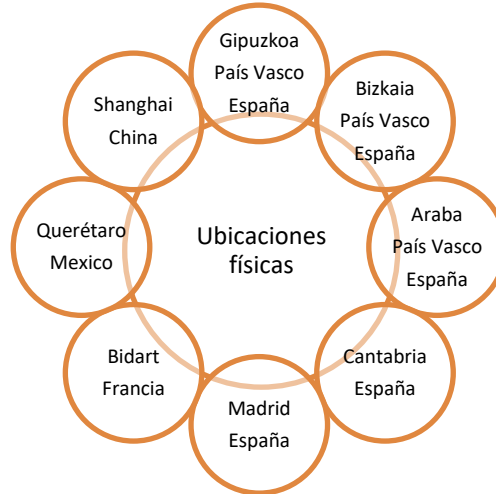 Gipuzkoa
País Vasco
España
Bizkaia
País Vasco
España
Araba
País Vasco
España
Cantabria
España
Madrid
España
Bidart
Francia
Querétaro
Mexico
Shanghai
China
Ubicaciones
físicas